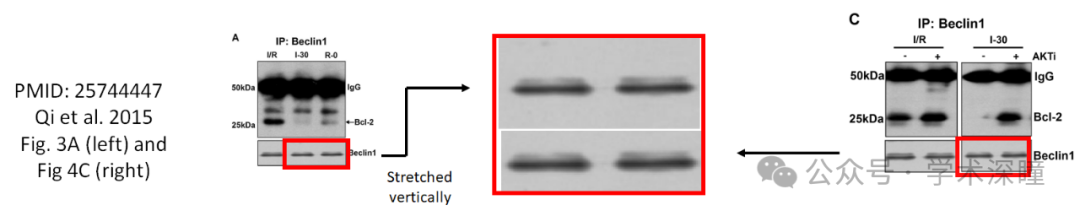 PMID: 25744447
Qi et al. 2015
Fig. 3A (left) and
Fig 4C (right)
A
IP: Beclin1
I/R I-30 R-0
50kDa
IgG
25kDa
Bcl-2
Beclin1
Stretched
vertically
C
IP: Beclin1
I/R I-30
- + - + AKTi
50kDa
IgG
25kDa
Bcl-2
Beclin1
公众号 · 学术深瞳